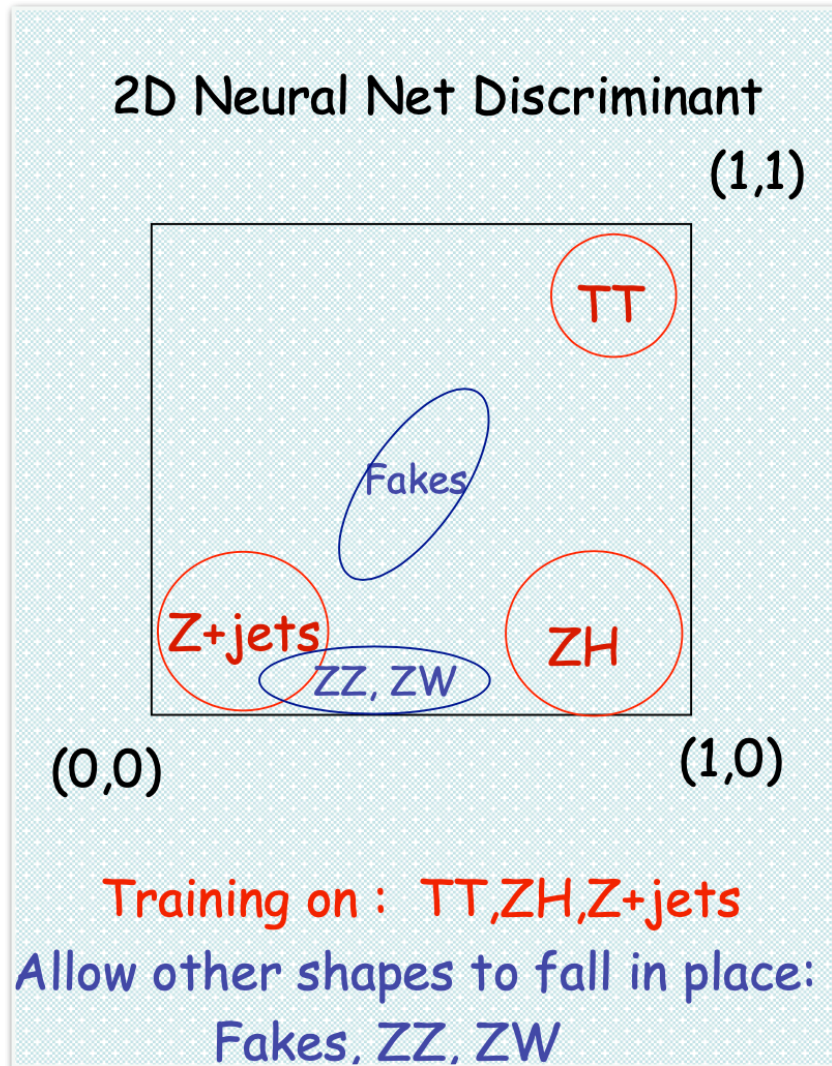 2D Neural Net Discriminant
(1,1)
TT
Fakes
Z+jets
ZH
ZZ, ZW
(0,0)
(1,0)
Training on : TT,ZH,Z+jets
Allow other shapes to fall in place:
Fakes, ZZ, ZW